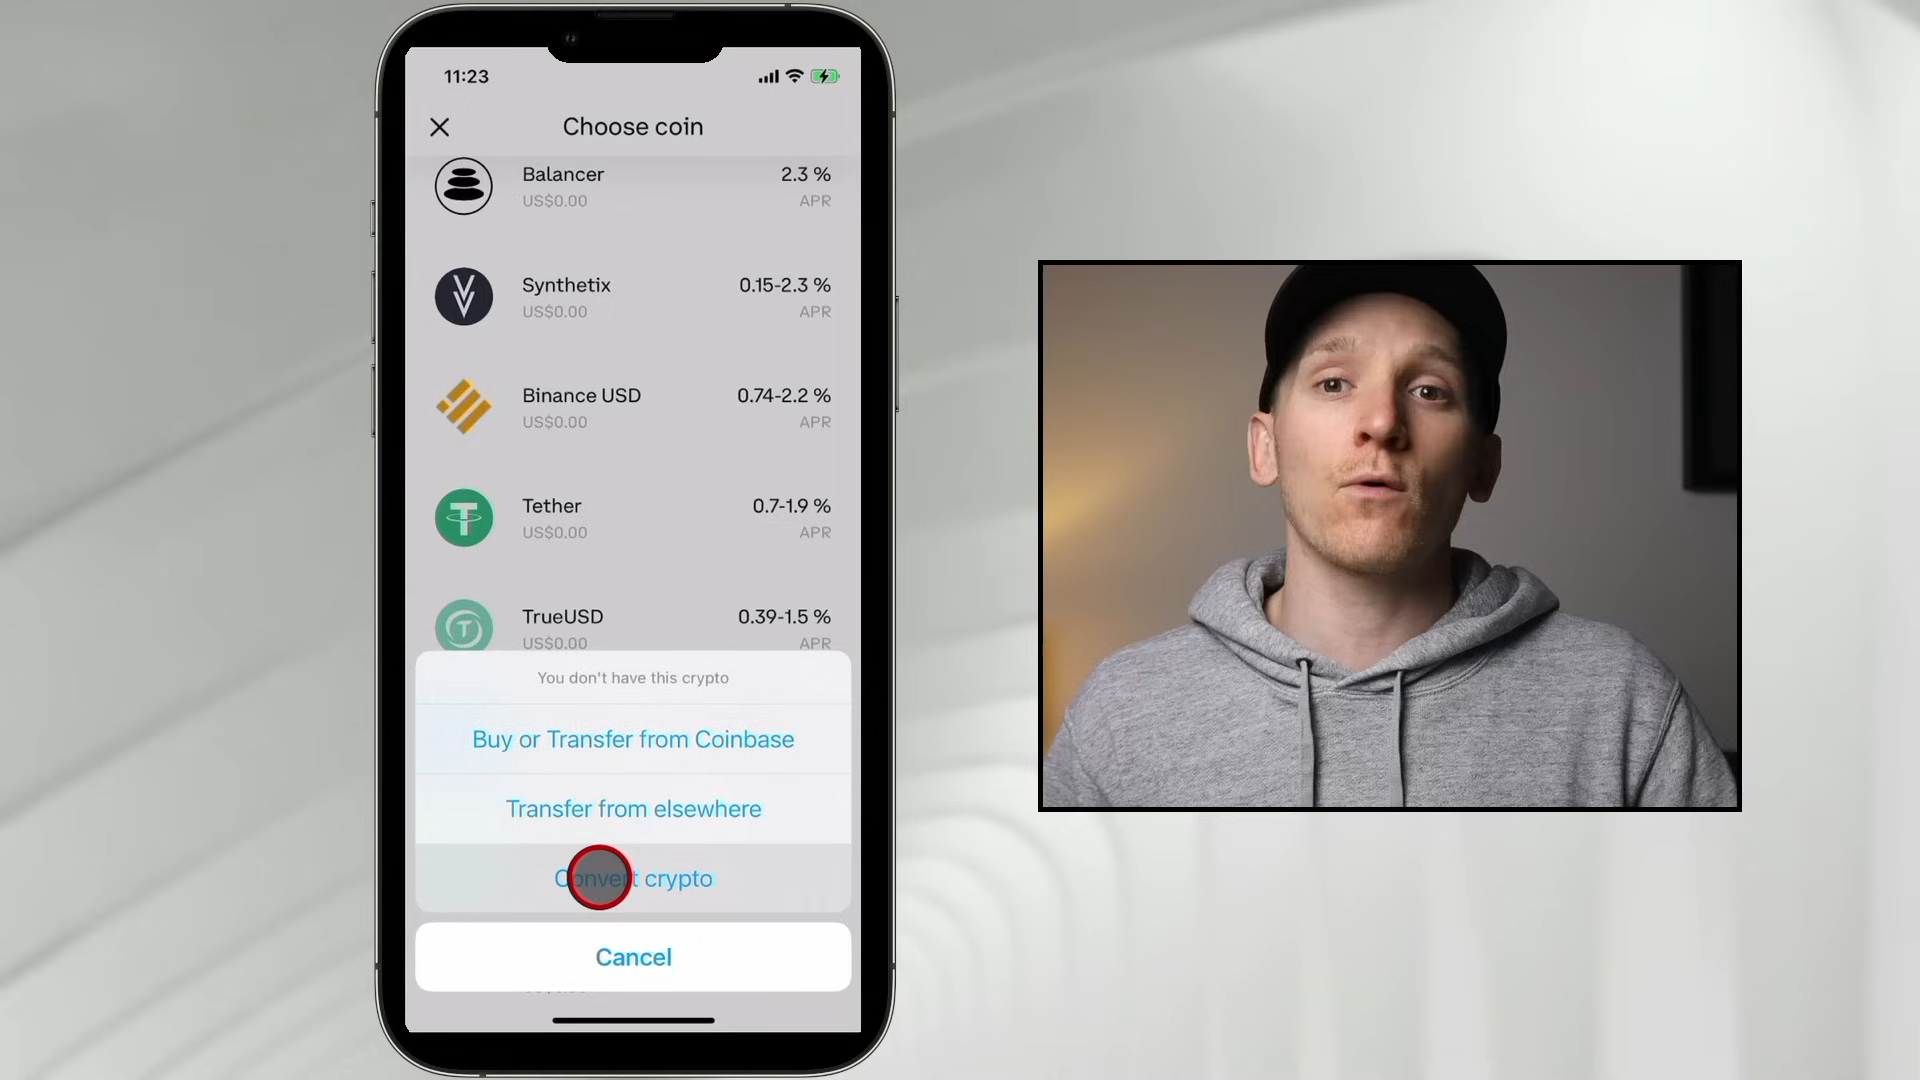 11:23
Choose coin
Balancer 2.3 %
US$0.00 APR
Synthetix 0.15-2.3 %
US$0.00 APR
Binance USD 0.74-2.2 %
US$0.00 APR
Tether 0.7-1.9 %
US$0.00 APR
TrueUSD 0.39-1.5 %
US$0.00 APR
You don't have this crypto
Buy or Transfer from Coinbase
Transfer from elsewhere
Convert crypto
Cancel